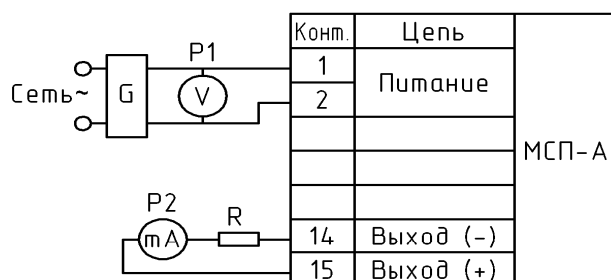 Конт. Цепь
P1
1
Сеть~ G V Питание
2
МСП-А
P2
R
mA 14 Выход (-)
15 Выход (+)